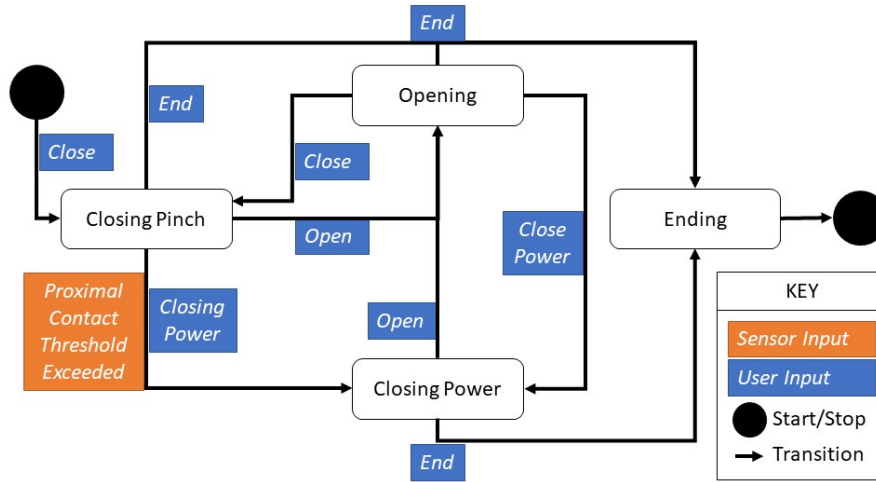 End
Opening
End
Close
Close
Closing Pinch
Open
Close
Power
Ending
Proximal
Contact
Threshold
Exceeded
Closing
Power
Open
Closing Power
End
KEY
Sensor Input
User Input
Start/Stop
Transition